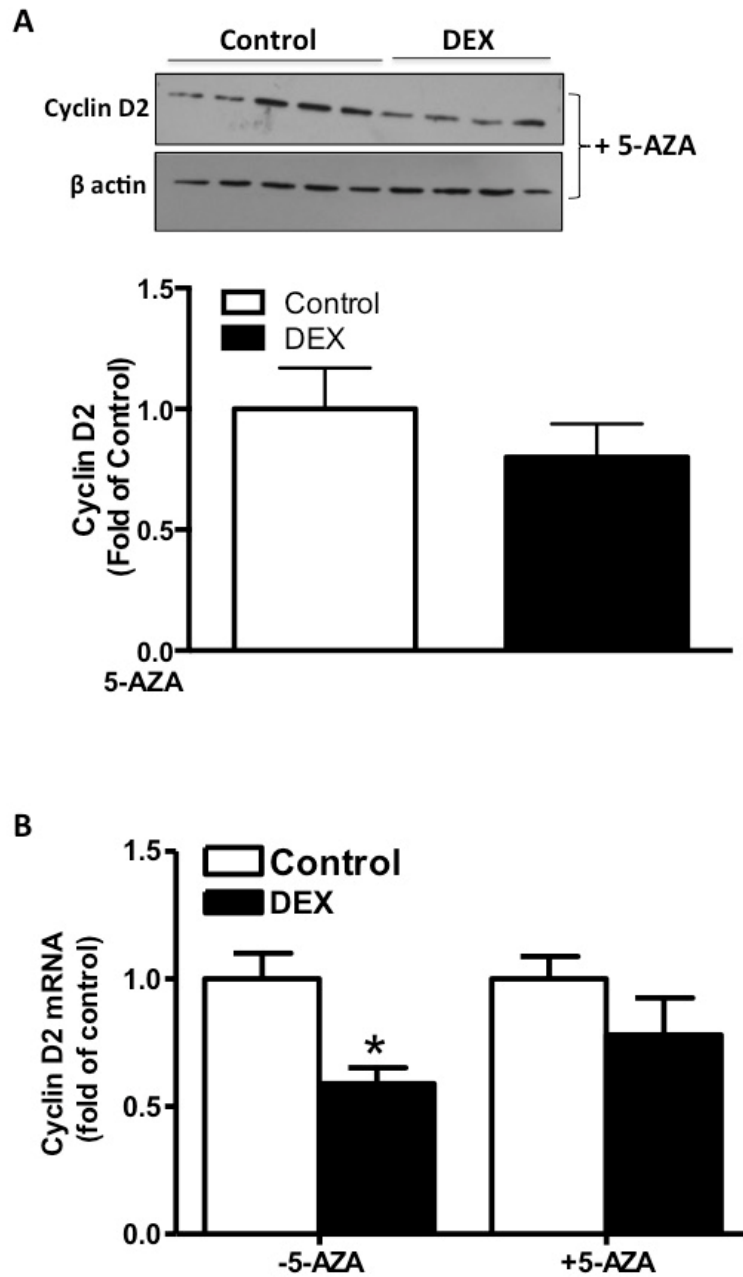 A
Control DEX
Cyclin D2
+ 5-AZA
β actin
1.5
Control
DEX
1.0
Cyclin D2
(Fold of Control)
0.5
0.0
5-AZA
B
1.5
Control
DEX
1.0
Cyclin D2 mRNA
(fold of control)
*
0.5
0.0
-5-AZA +5-AZA